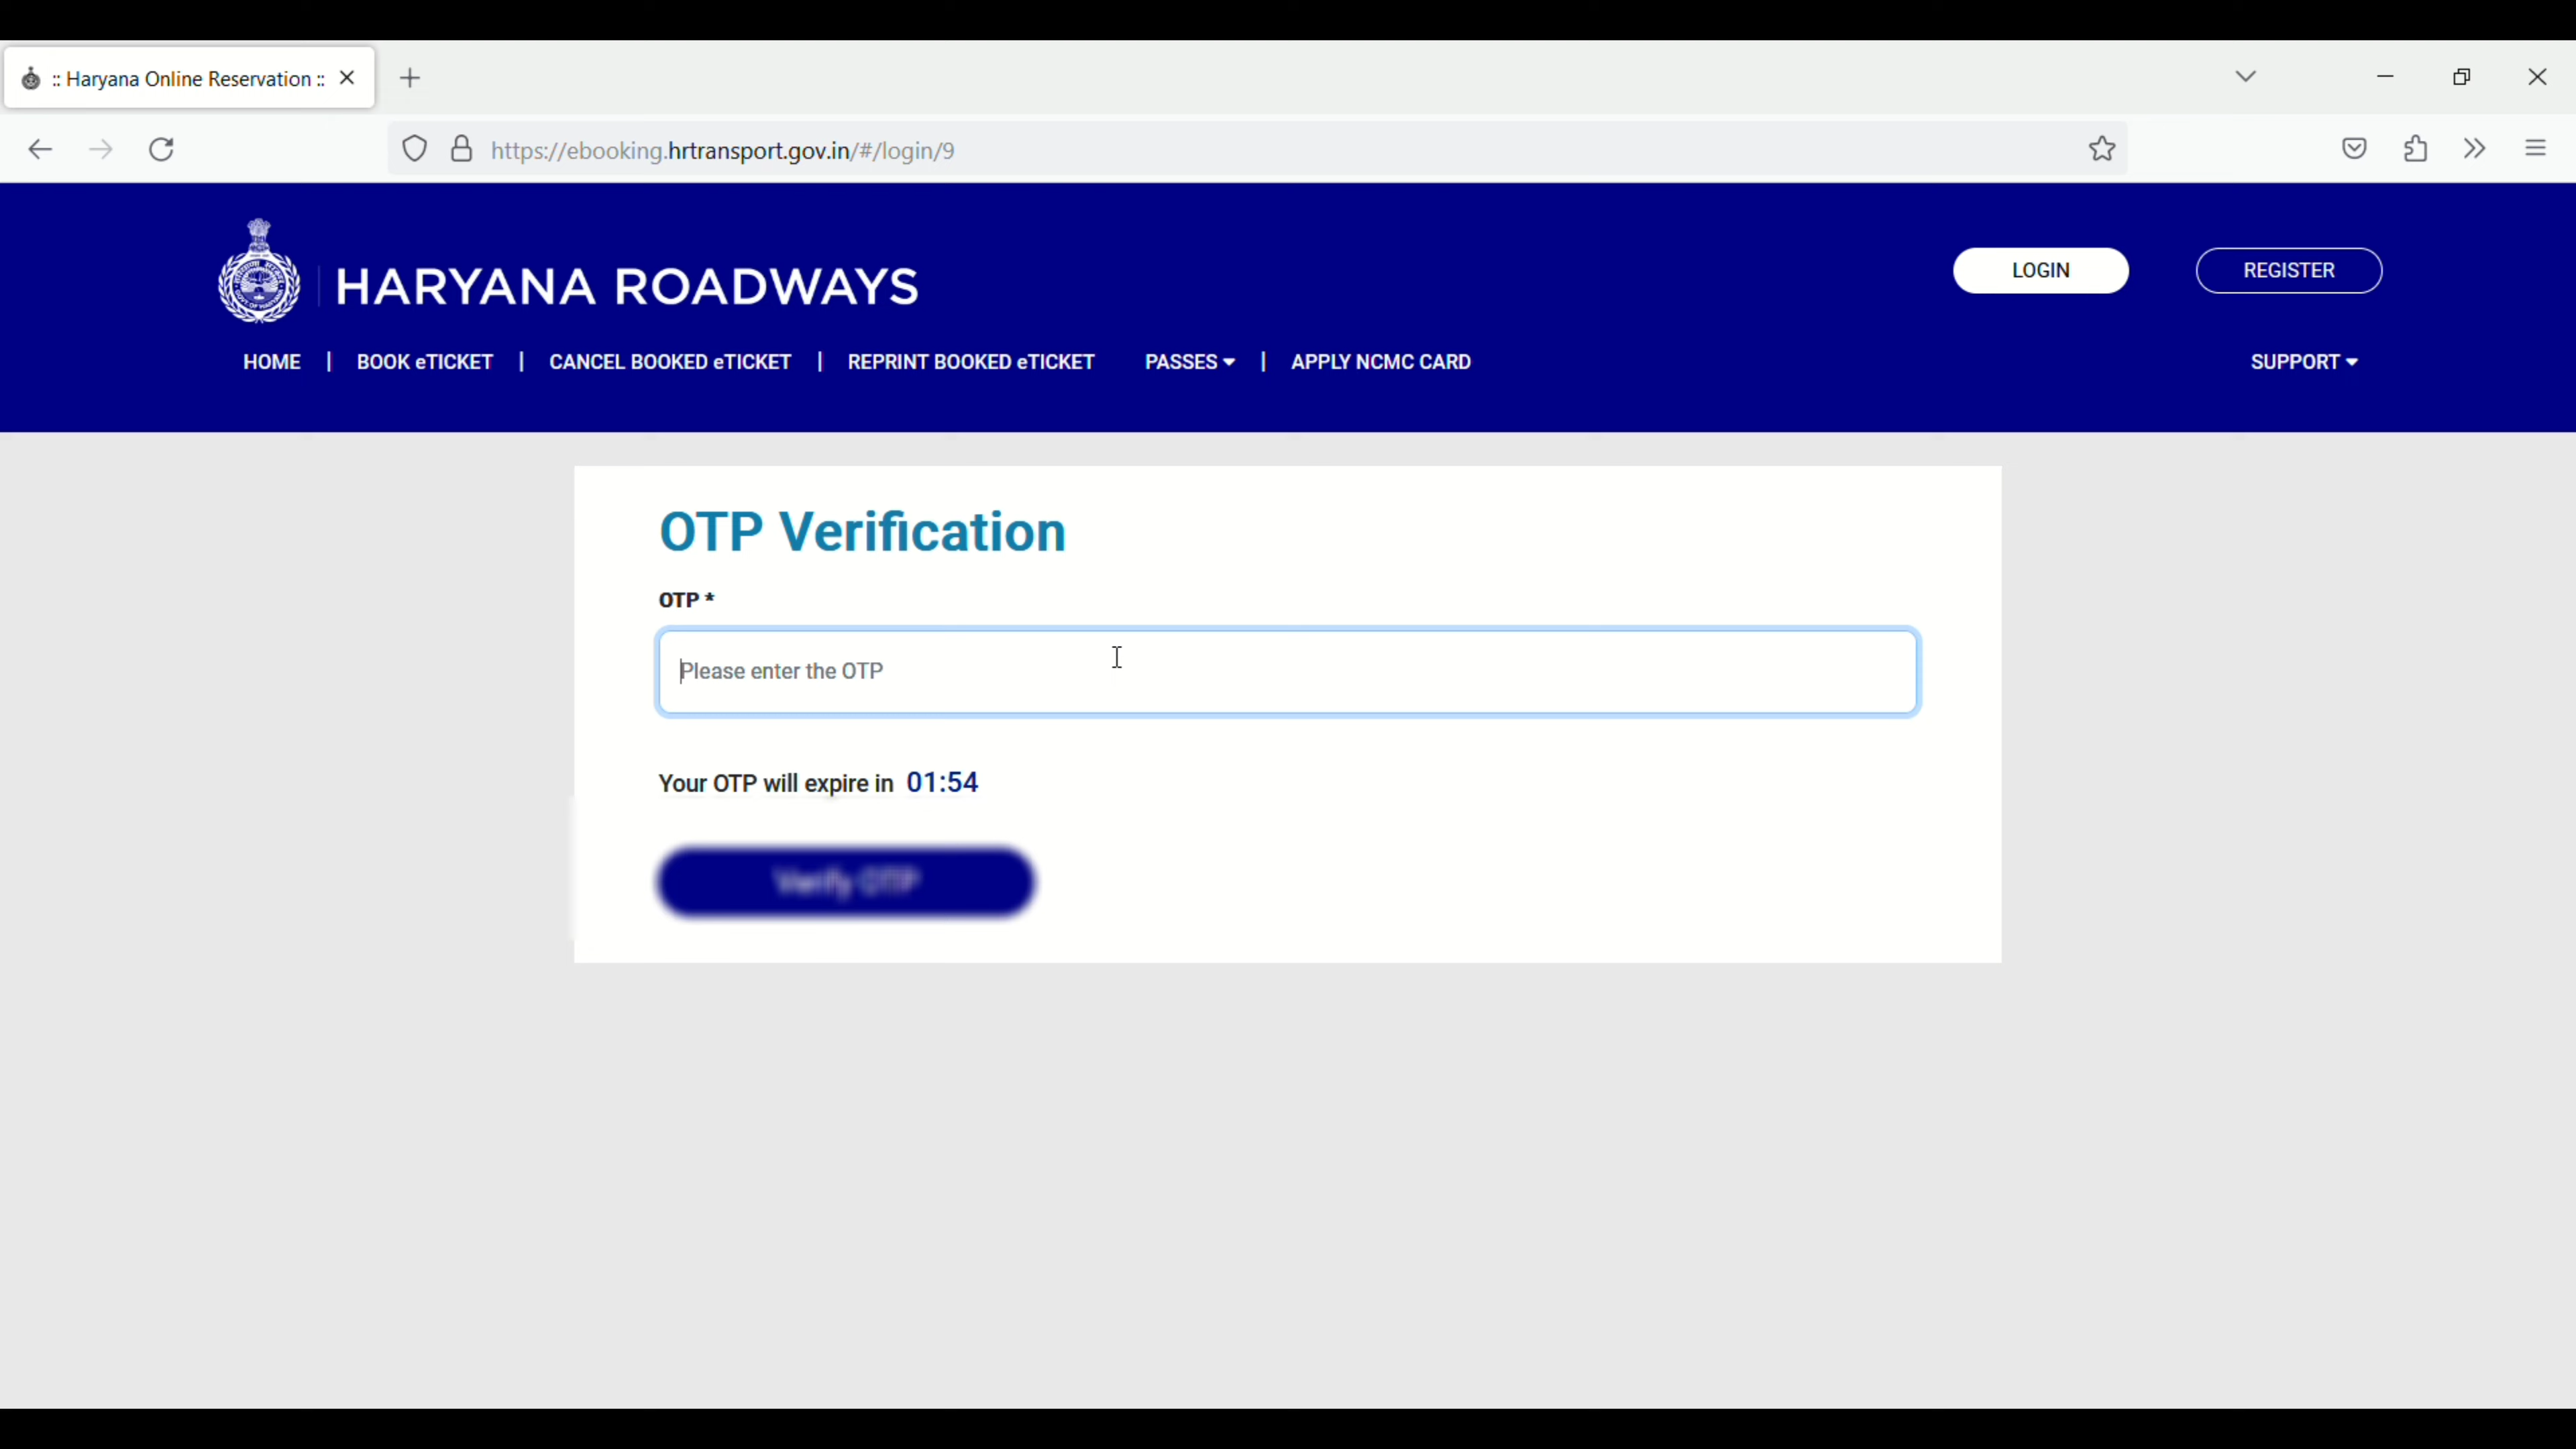 :: Haryana Online Reservation ::
https://ebooking.hrtransport.gov.in/#/login/9
HARYANA ROADWAYS
LOGIN
REGISTER
HOME | BOOK eTICKET | CANCEL BOOKED eTICKET | REPRINT BOOKED eTICKET PASSES | APPLY NCMC CARD SUPPORT
OTP Verification
OTP *
Please enter the OTP
Your OTP will expire in 01:54
Verify OTP